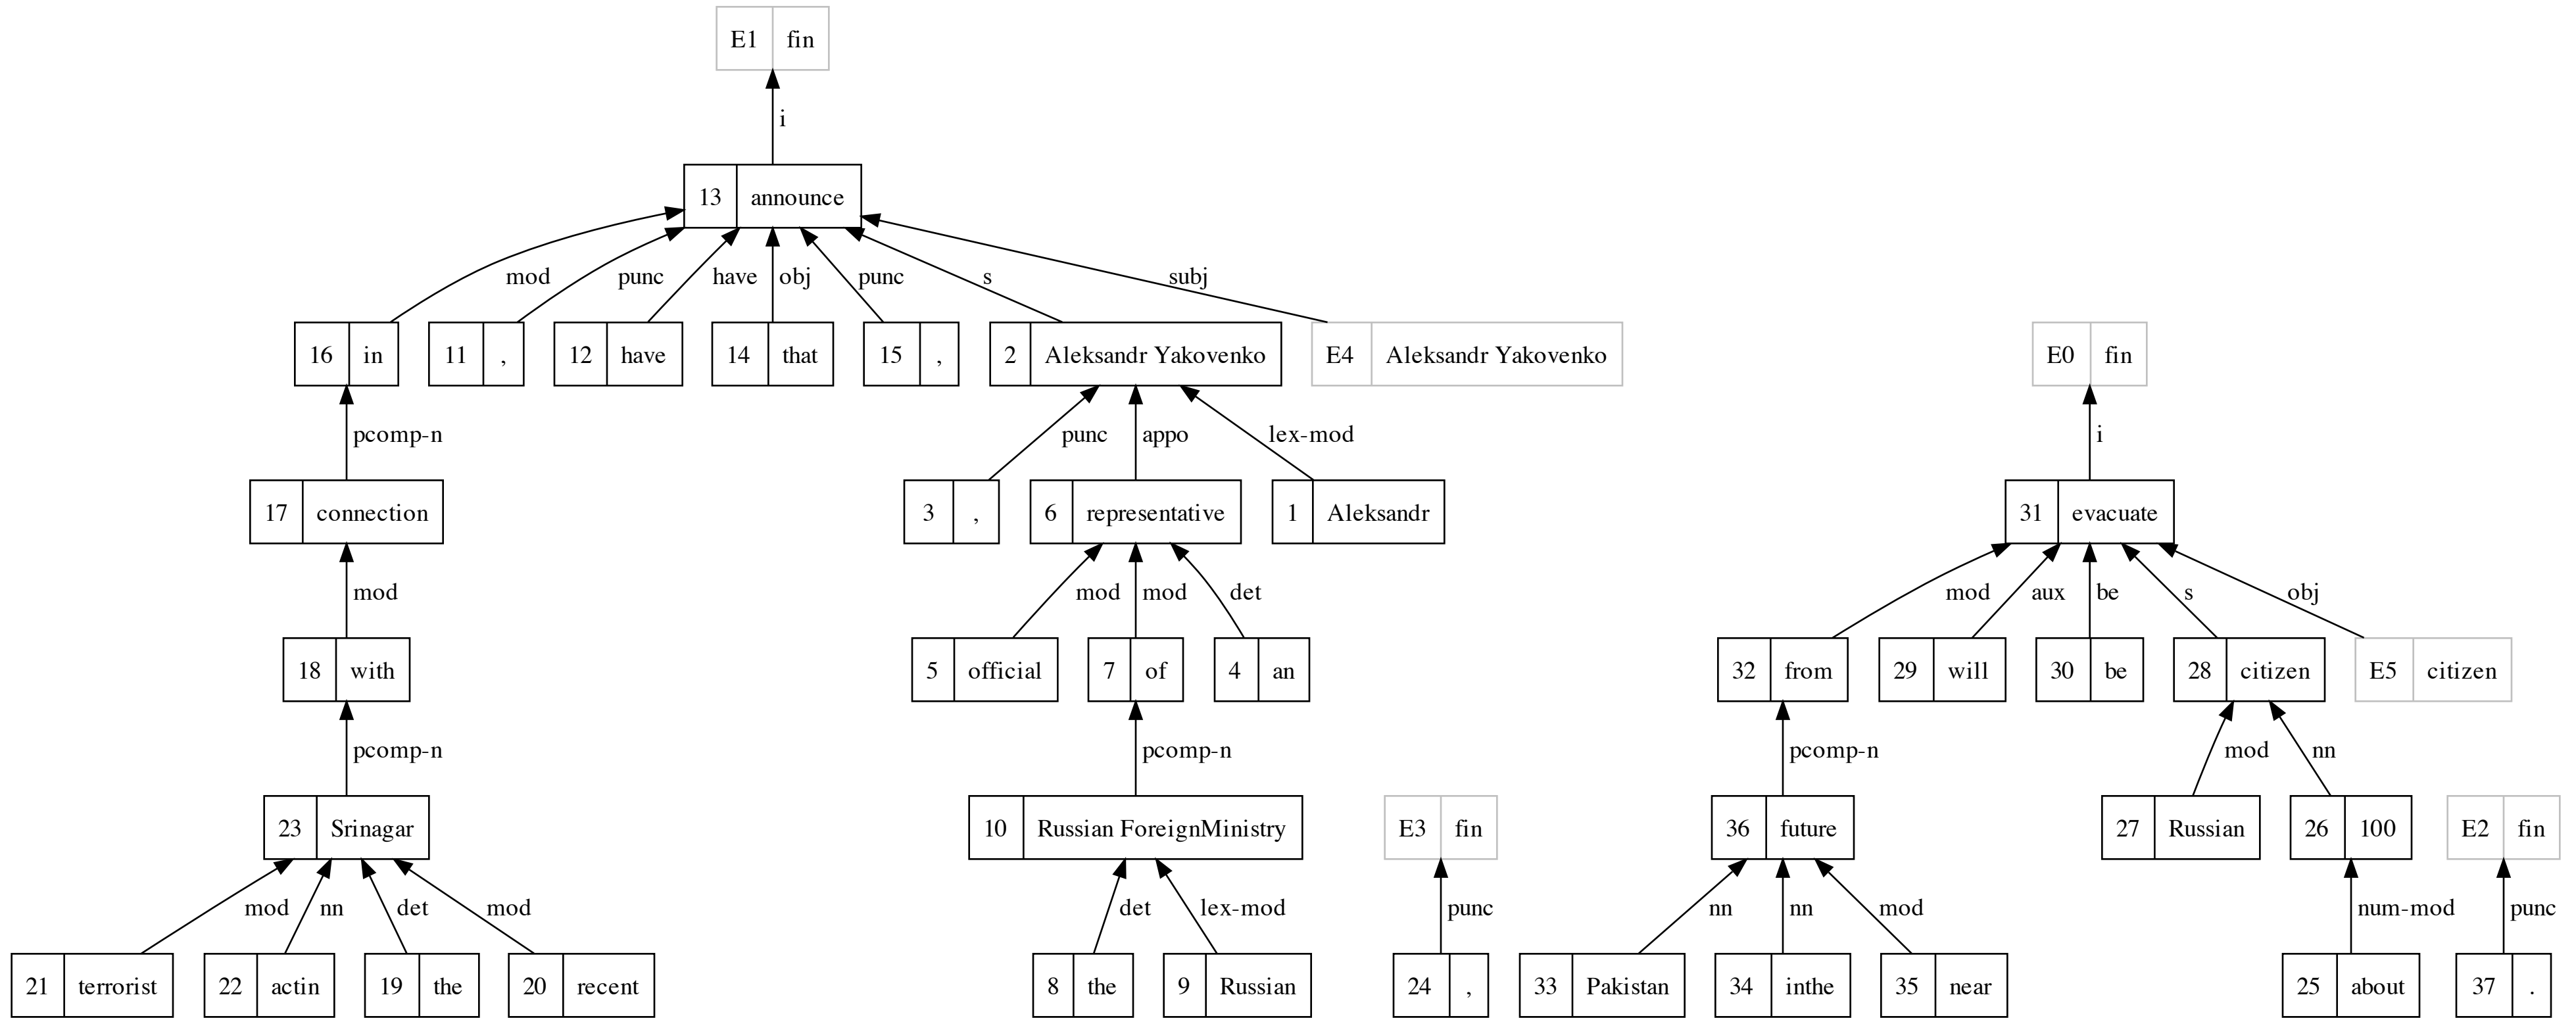 E1 fin
i
13 announce
mod punc have obj punc s subj
16 in 11 , 12 have 14 that 15 , 2 Aleksandr Yakovenko E4 Aleksandr Yakovenko E0 fin
pcomp-n punc appo lex-mod i
17 connection 3 , 6 representative 1 Aleksandr 31 evacuate
mod mod mod det mod aux be s obj
18 with 5 official 7 of 4 an 32 from 29 will 30 be 28 citizen E5 citizen
pcomp-n pcomp-n pcomp-n mod nn
23 Srinagar 10 Russian ForeignMinistry E3 fin 36 future 27 Russian 26 100 E2 fin
mod nn det mod det lex-mod punc nn nn mod num-mod punc
21 terrorist 22 actin 19 the 20 recent 8 the 9 Russian 24 , 33 Pakistan 34 inthe 35 near 25 about 37 .